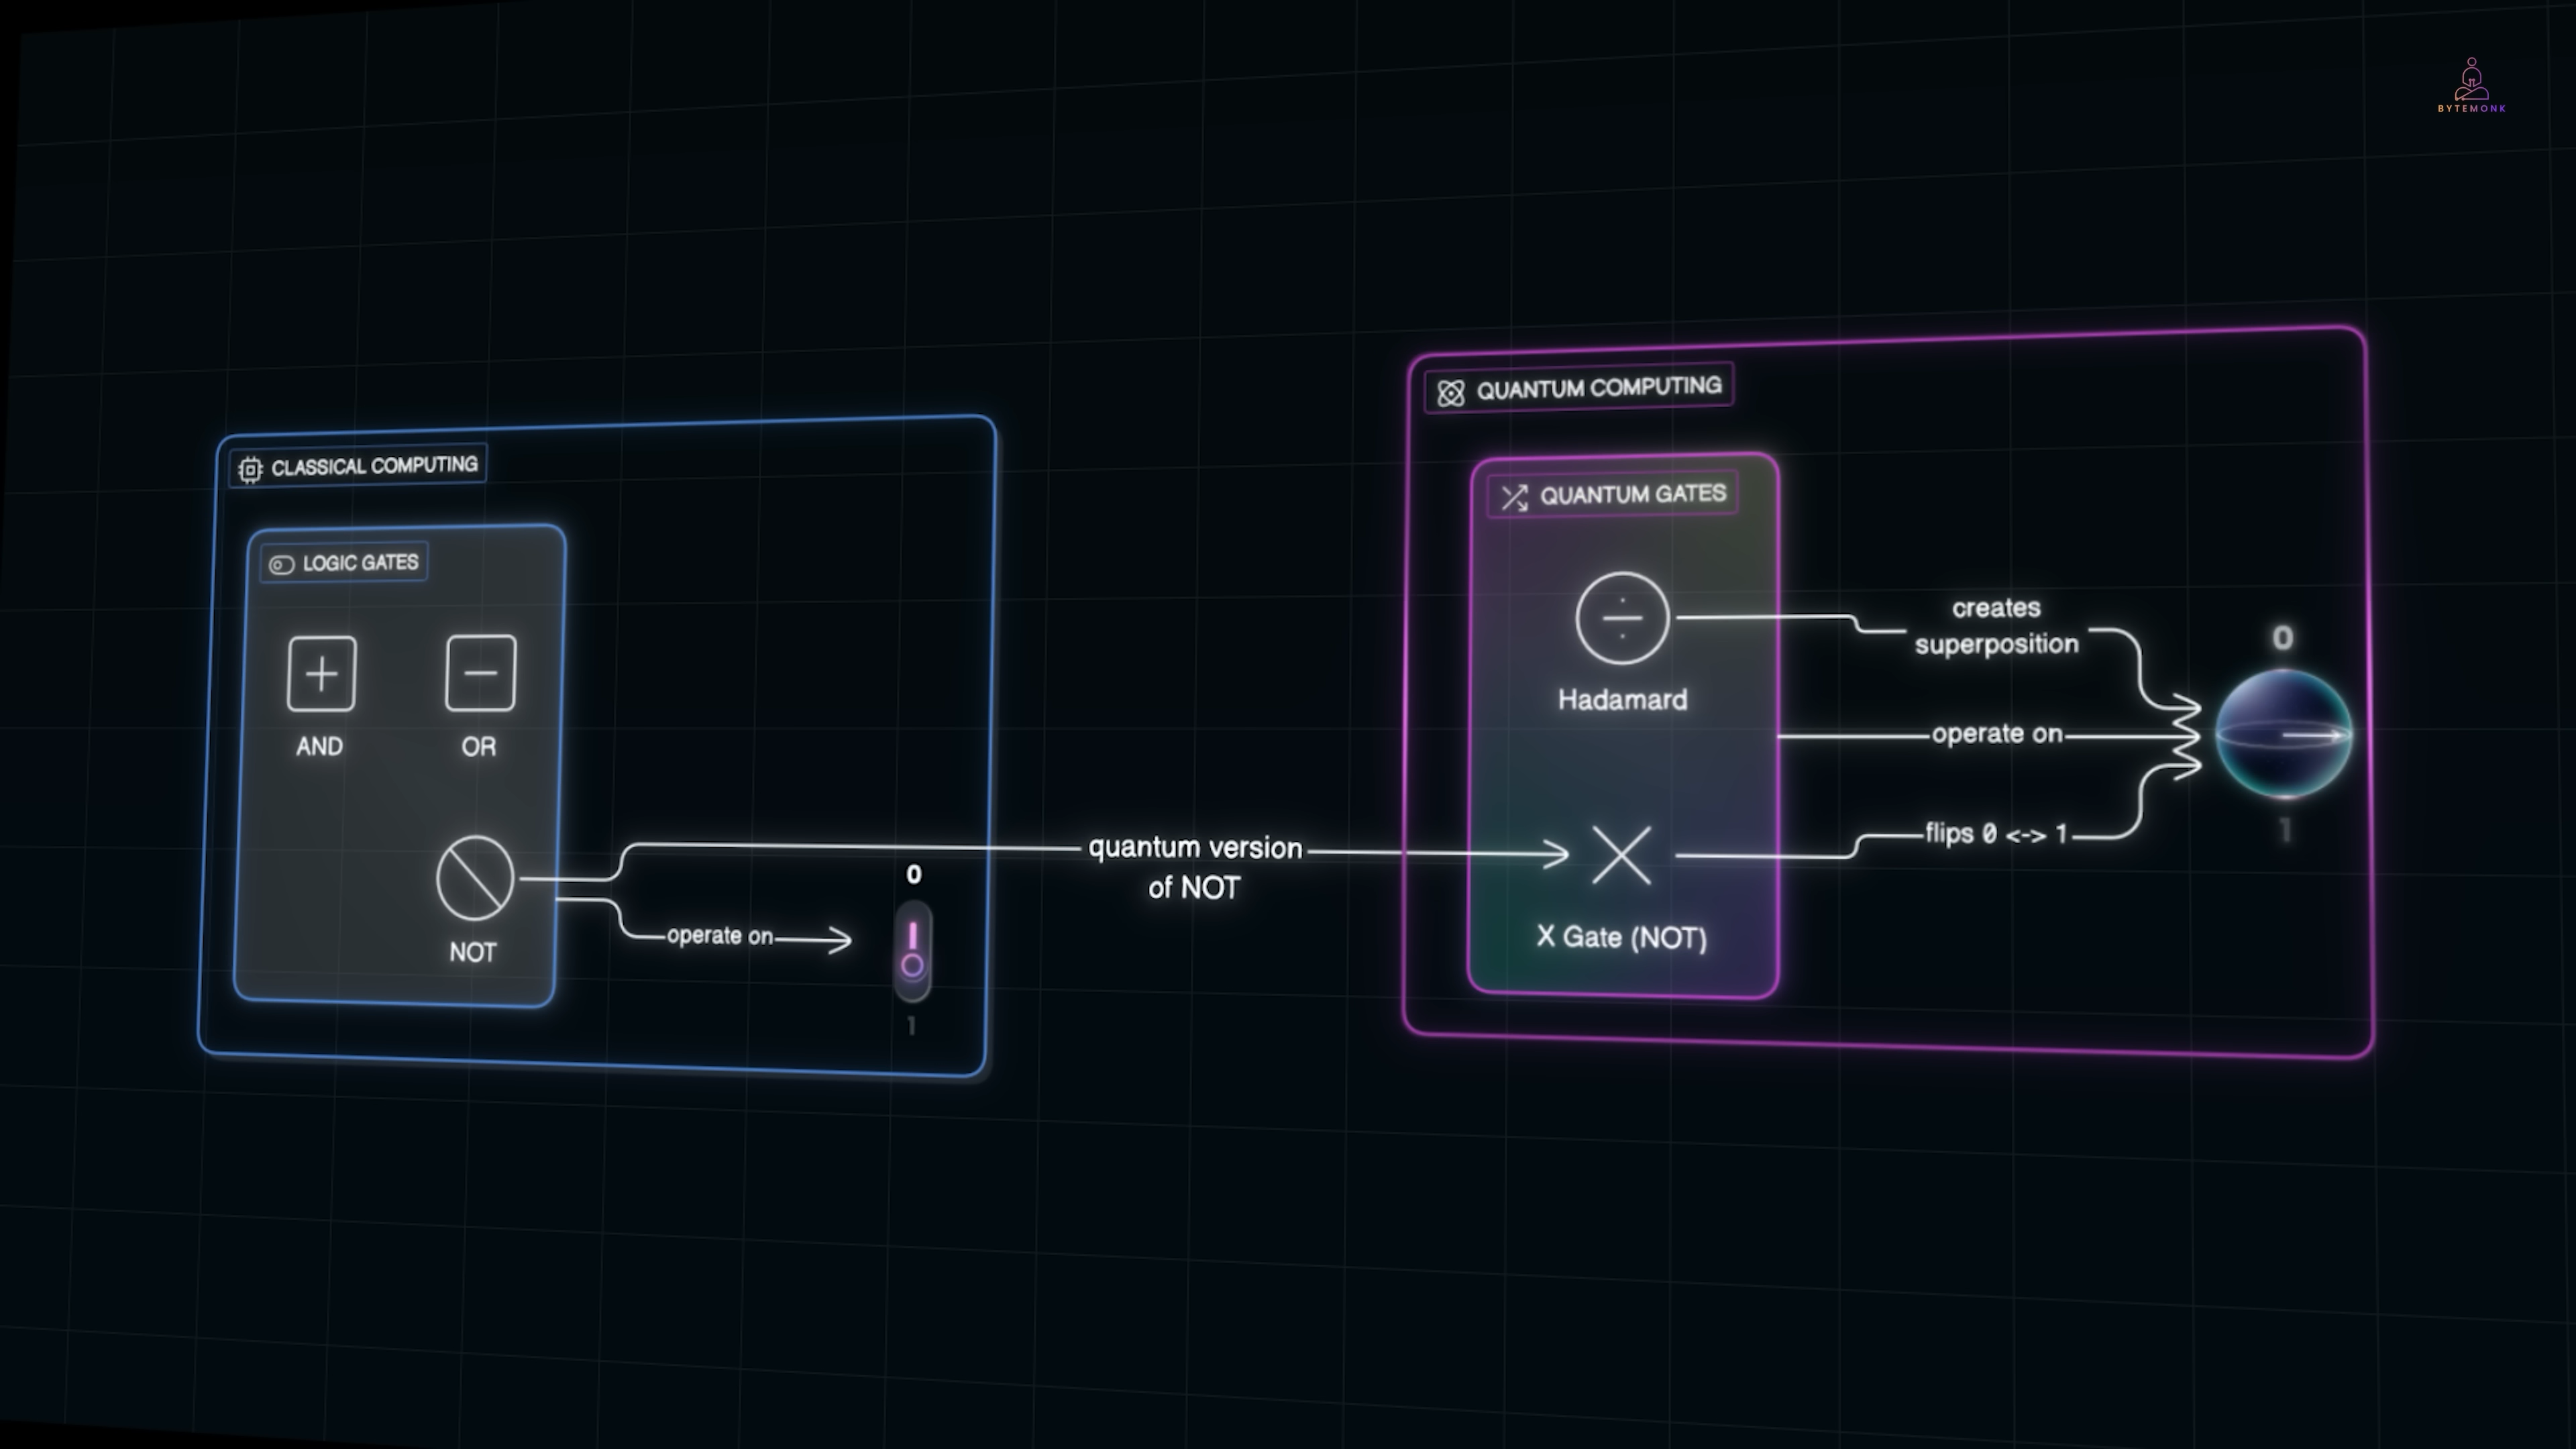 BYTEMONK
CLASSICAL COMPUTING
LOGIC GATES
AND
OR
NOT
operate on
0
1
quantum version
of NOT
QUANTUM COMPUTING
QUANTUM GATES
Hadamard
X Gate (NOT)
creates
superposition
operate on
flips 0 <-> 1
0
1